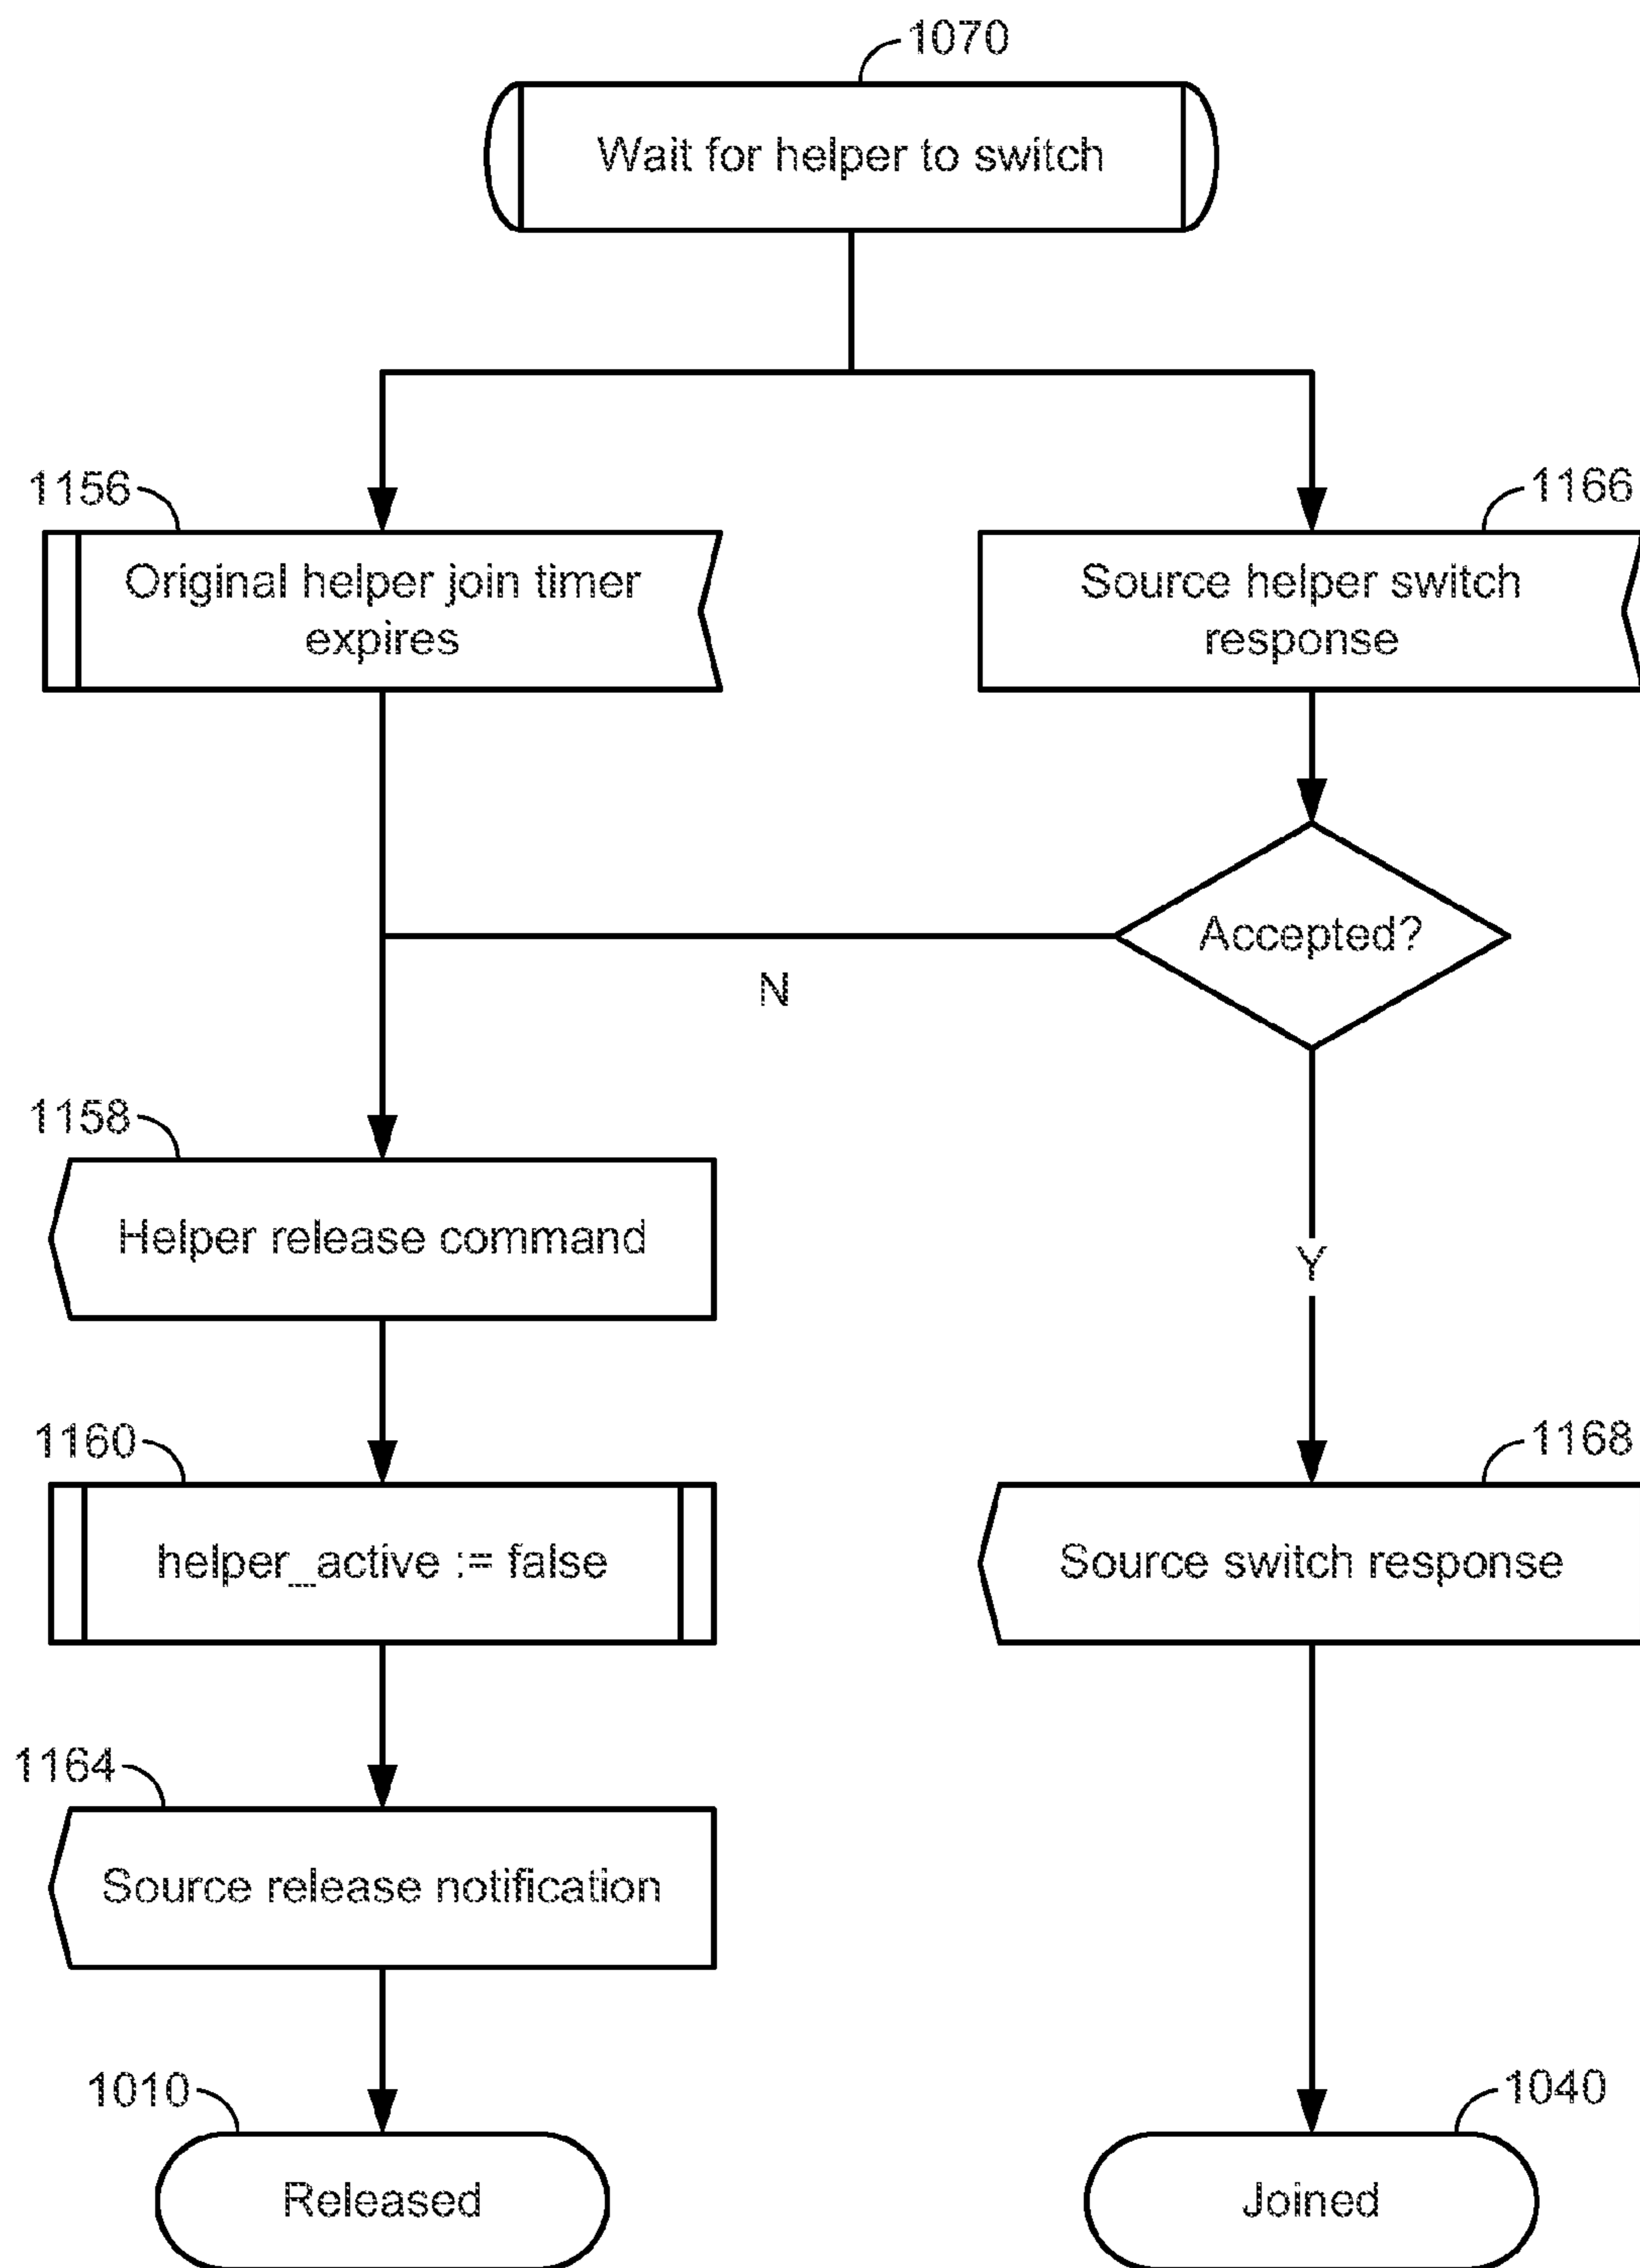 1070
Wait for helper to switch
1156
1166
Original helper join timer
expires
Source helper switch
response
Accepted?
N
1158
Helper release command
Y
1160
1168
helper_active := false
Source switch response
1164
Source release notification
1010
1040
Released
Joined